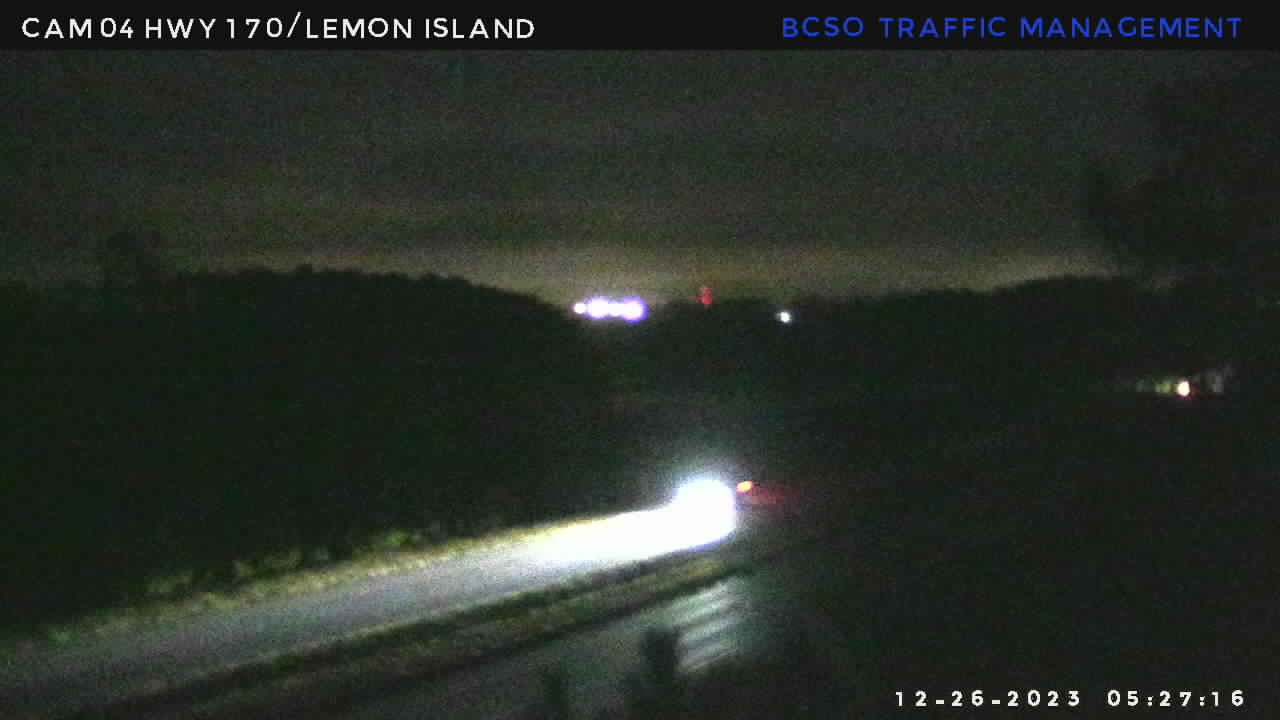 CAM04 HWY 170/LEMON ISLAND
BCSO TRAFFIC MANAGEMENT
12-26-2023 05:27:16